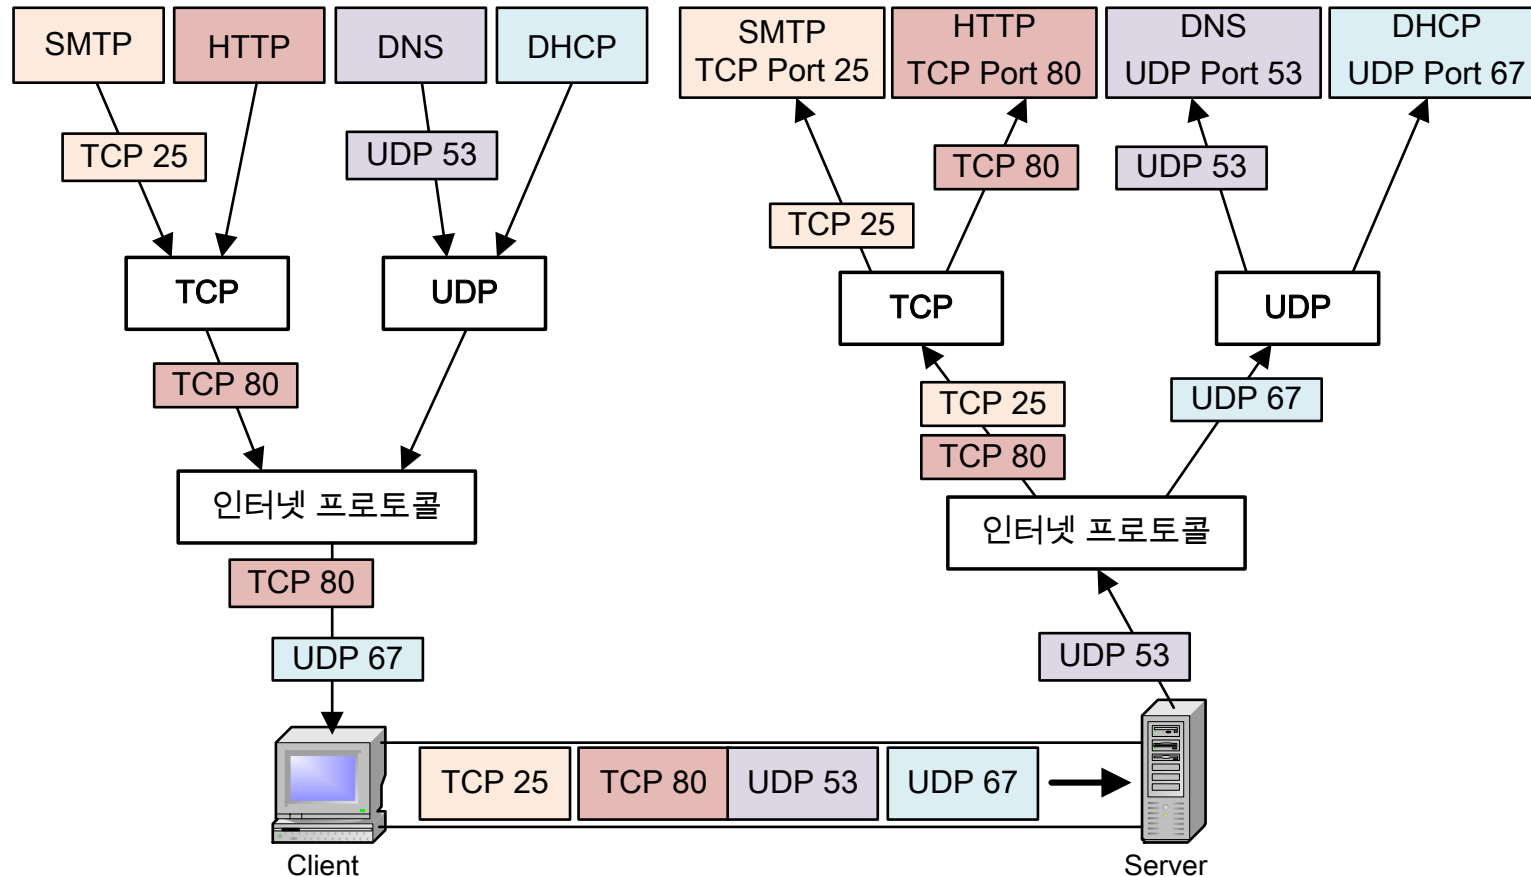 SMTP
HTTP
DNS
DHCP
TCP 25
UDP 53
TCP
UDP
TCP 80
인터넷 프로토콜
TCP 80
UDP 67
Client
SMTP
TCP Port 25
HTTP
TCP Port 80
DNS
UDP Port 53
DHCP
UDP Port 67
TCP 80
UDP 53
TCP 25
TCP
UDP
TCP 25
UDP 67
TCP 80
인터넷 프로토콜
UDP 53
TCP 25
TCP 80
UDP 53
UDP 67
Server